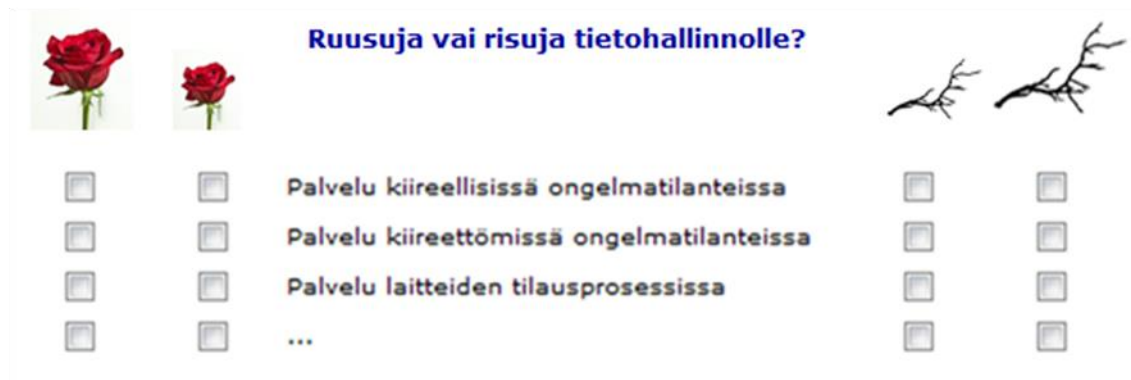 Ruusuja vai risuja tietohallinnolle?
Palvelu kiireellisissä ongelmatilanteissa
Palvelu kiireettömissä ongelmatilanteissa
Palvelu laitteiden tilausprosessissa
...